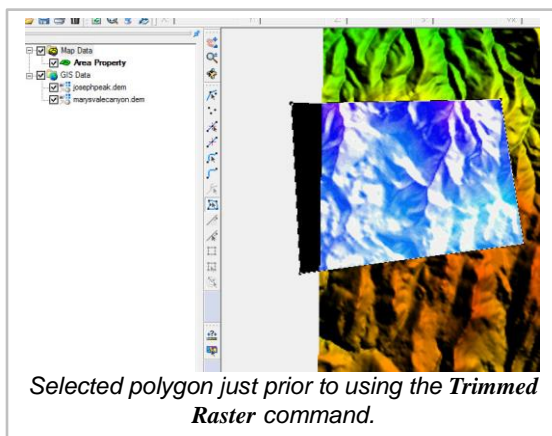 Map Data
Area Property
GIS Data
josephpeak.dem
marysvalecanyon.dem
Selected polygon just prior to using the Trimmed
Raster command.